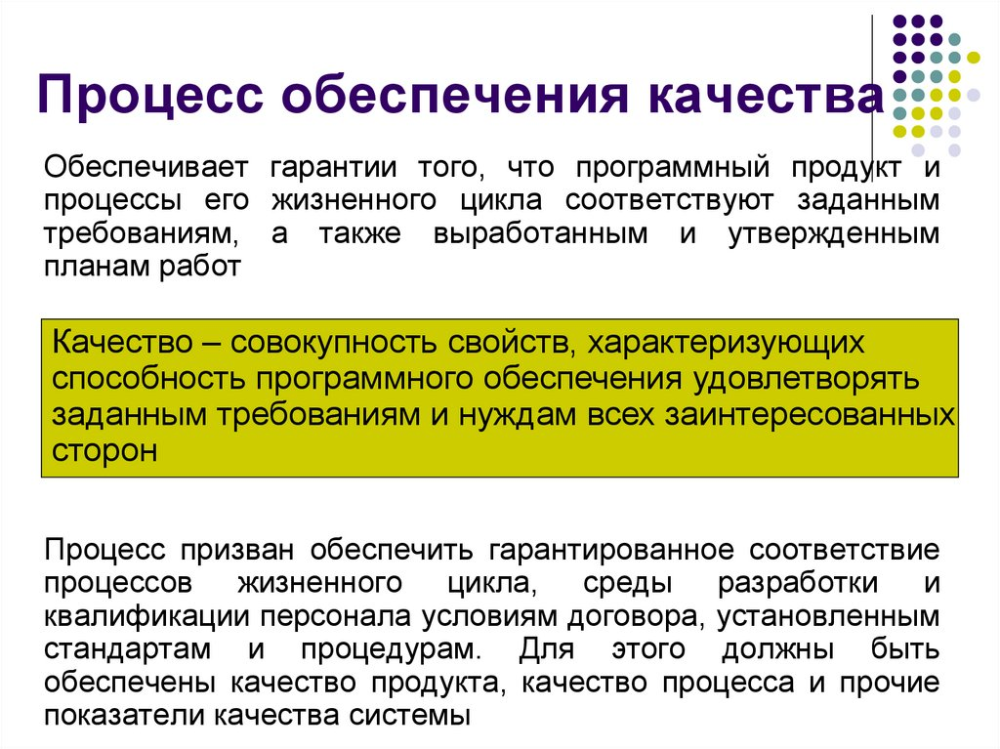 Процесс обеспечения качества
Обеспечивает гарантии того, что программный продукт и
процессы его жизненного цикла соответствуют заданным
требованиям, а также выработанным и утвержденным
планам работ
Качество – совокупность свойств, характеризующих
способность программного обеспечения удовлетворять
заданным требованиям и нуждам всех заинтересованных
сторон
Процесс призван обеспечить гарантированное соответствие
процессов жизненного цикла, среды разработки и
квалификации персонала условиям договора, установленным
стандартам и процедурам. Для этого должны быть
обеспечены качество продукта, качество процесса и прочие
показатели качества системы